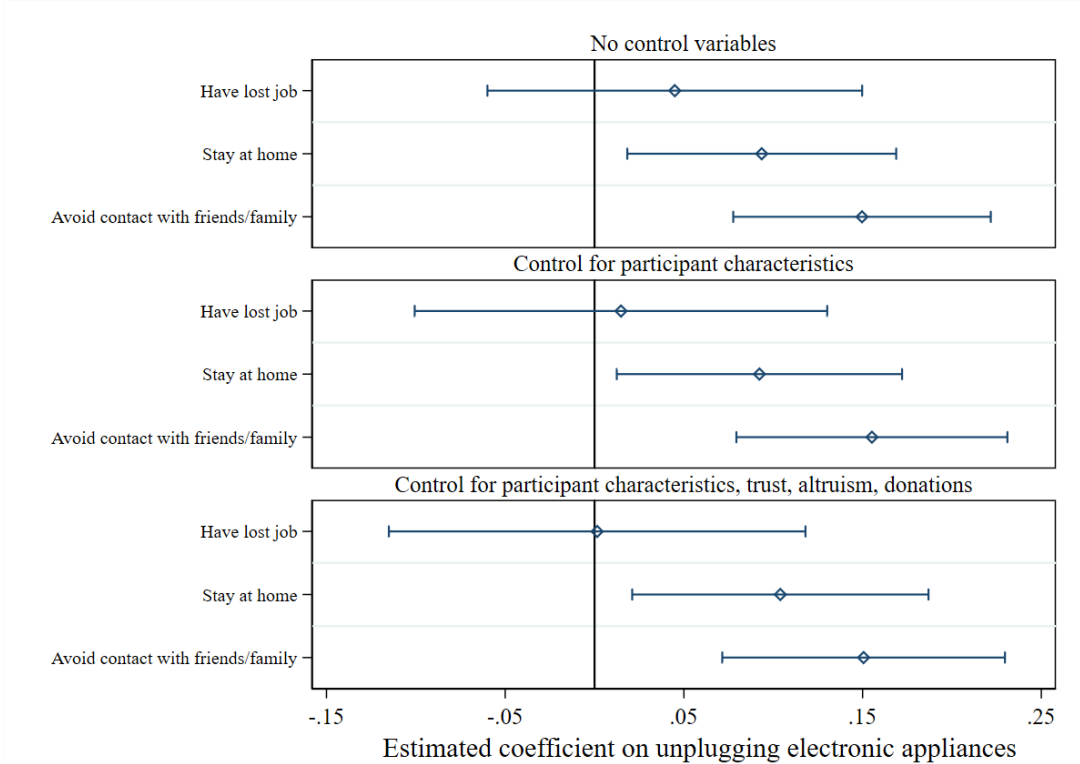 No control variables
Have lost job
Stay at home
Avoid contact with friends/family
Control for participant characteristics
Have lost job
Stay at home
Avoid contact with friends/family
Control for participant characteristics, trust, altruism, donations
Have lost job
Stay at home
Avoid contact with friends/family
-.15 -.05 .05 .15 .25
Estimated coefficient on unplugging electronic appliances